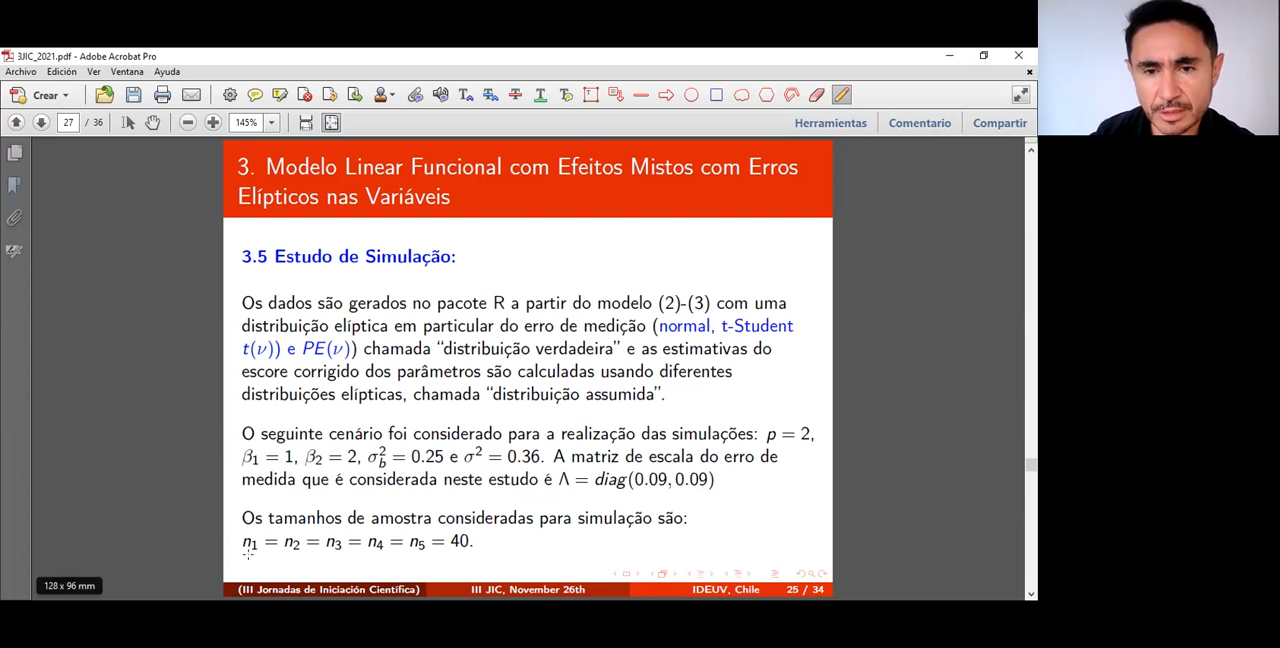 3JIC_2021.pdf - Adobe Acrobat Pro
Archivo Edición Ver Ventana Ayuda
Crear
27 / 36 145%
Herramientas Comentario Compartir
3. Modelo Linear Funcional com Efeitos Mistos com Erros
Elípticos nas Variáveis
3.5 Estudo de Simulação:
Os dados são gerados no pacote R a partir do modelo (2)-(3) com uma
distribuição elíptica em particular do erro de medição (normal, t-Student
t(ν)) e PE(ν)) chamada “distribuição verdadeira” e as estimativas do
escore corrigido dos parâmetros são calculadas usando diferentes
distribuições elípticas, chamada “distribuição assumida”.
O seguinte cenário foi considerado para a realização das simulações: p = 2,
β₁ = 1, β₂ = 2, σ²_b = 0.25 e σ² = 0.36. A matriz de escala do erro de
medida que é considerada neste estudo é Λ = diag(0.09, 0.09)
Os tamanhos de amostra consideradas para simulação são:
n₁ = n₂ = n₃ = n₄ = n₅ = 40.
128 x 96 mm
(III Jornadas de Iniciación Científica) III JIC, November 26th IDEUV, Chile 25 / 34